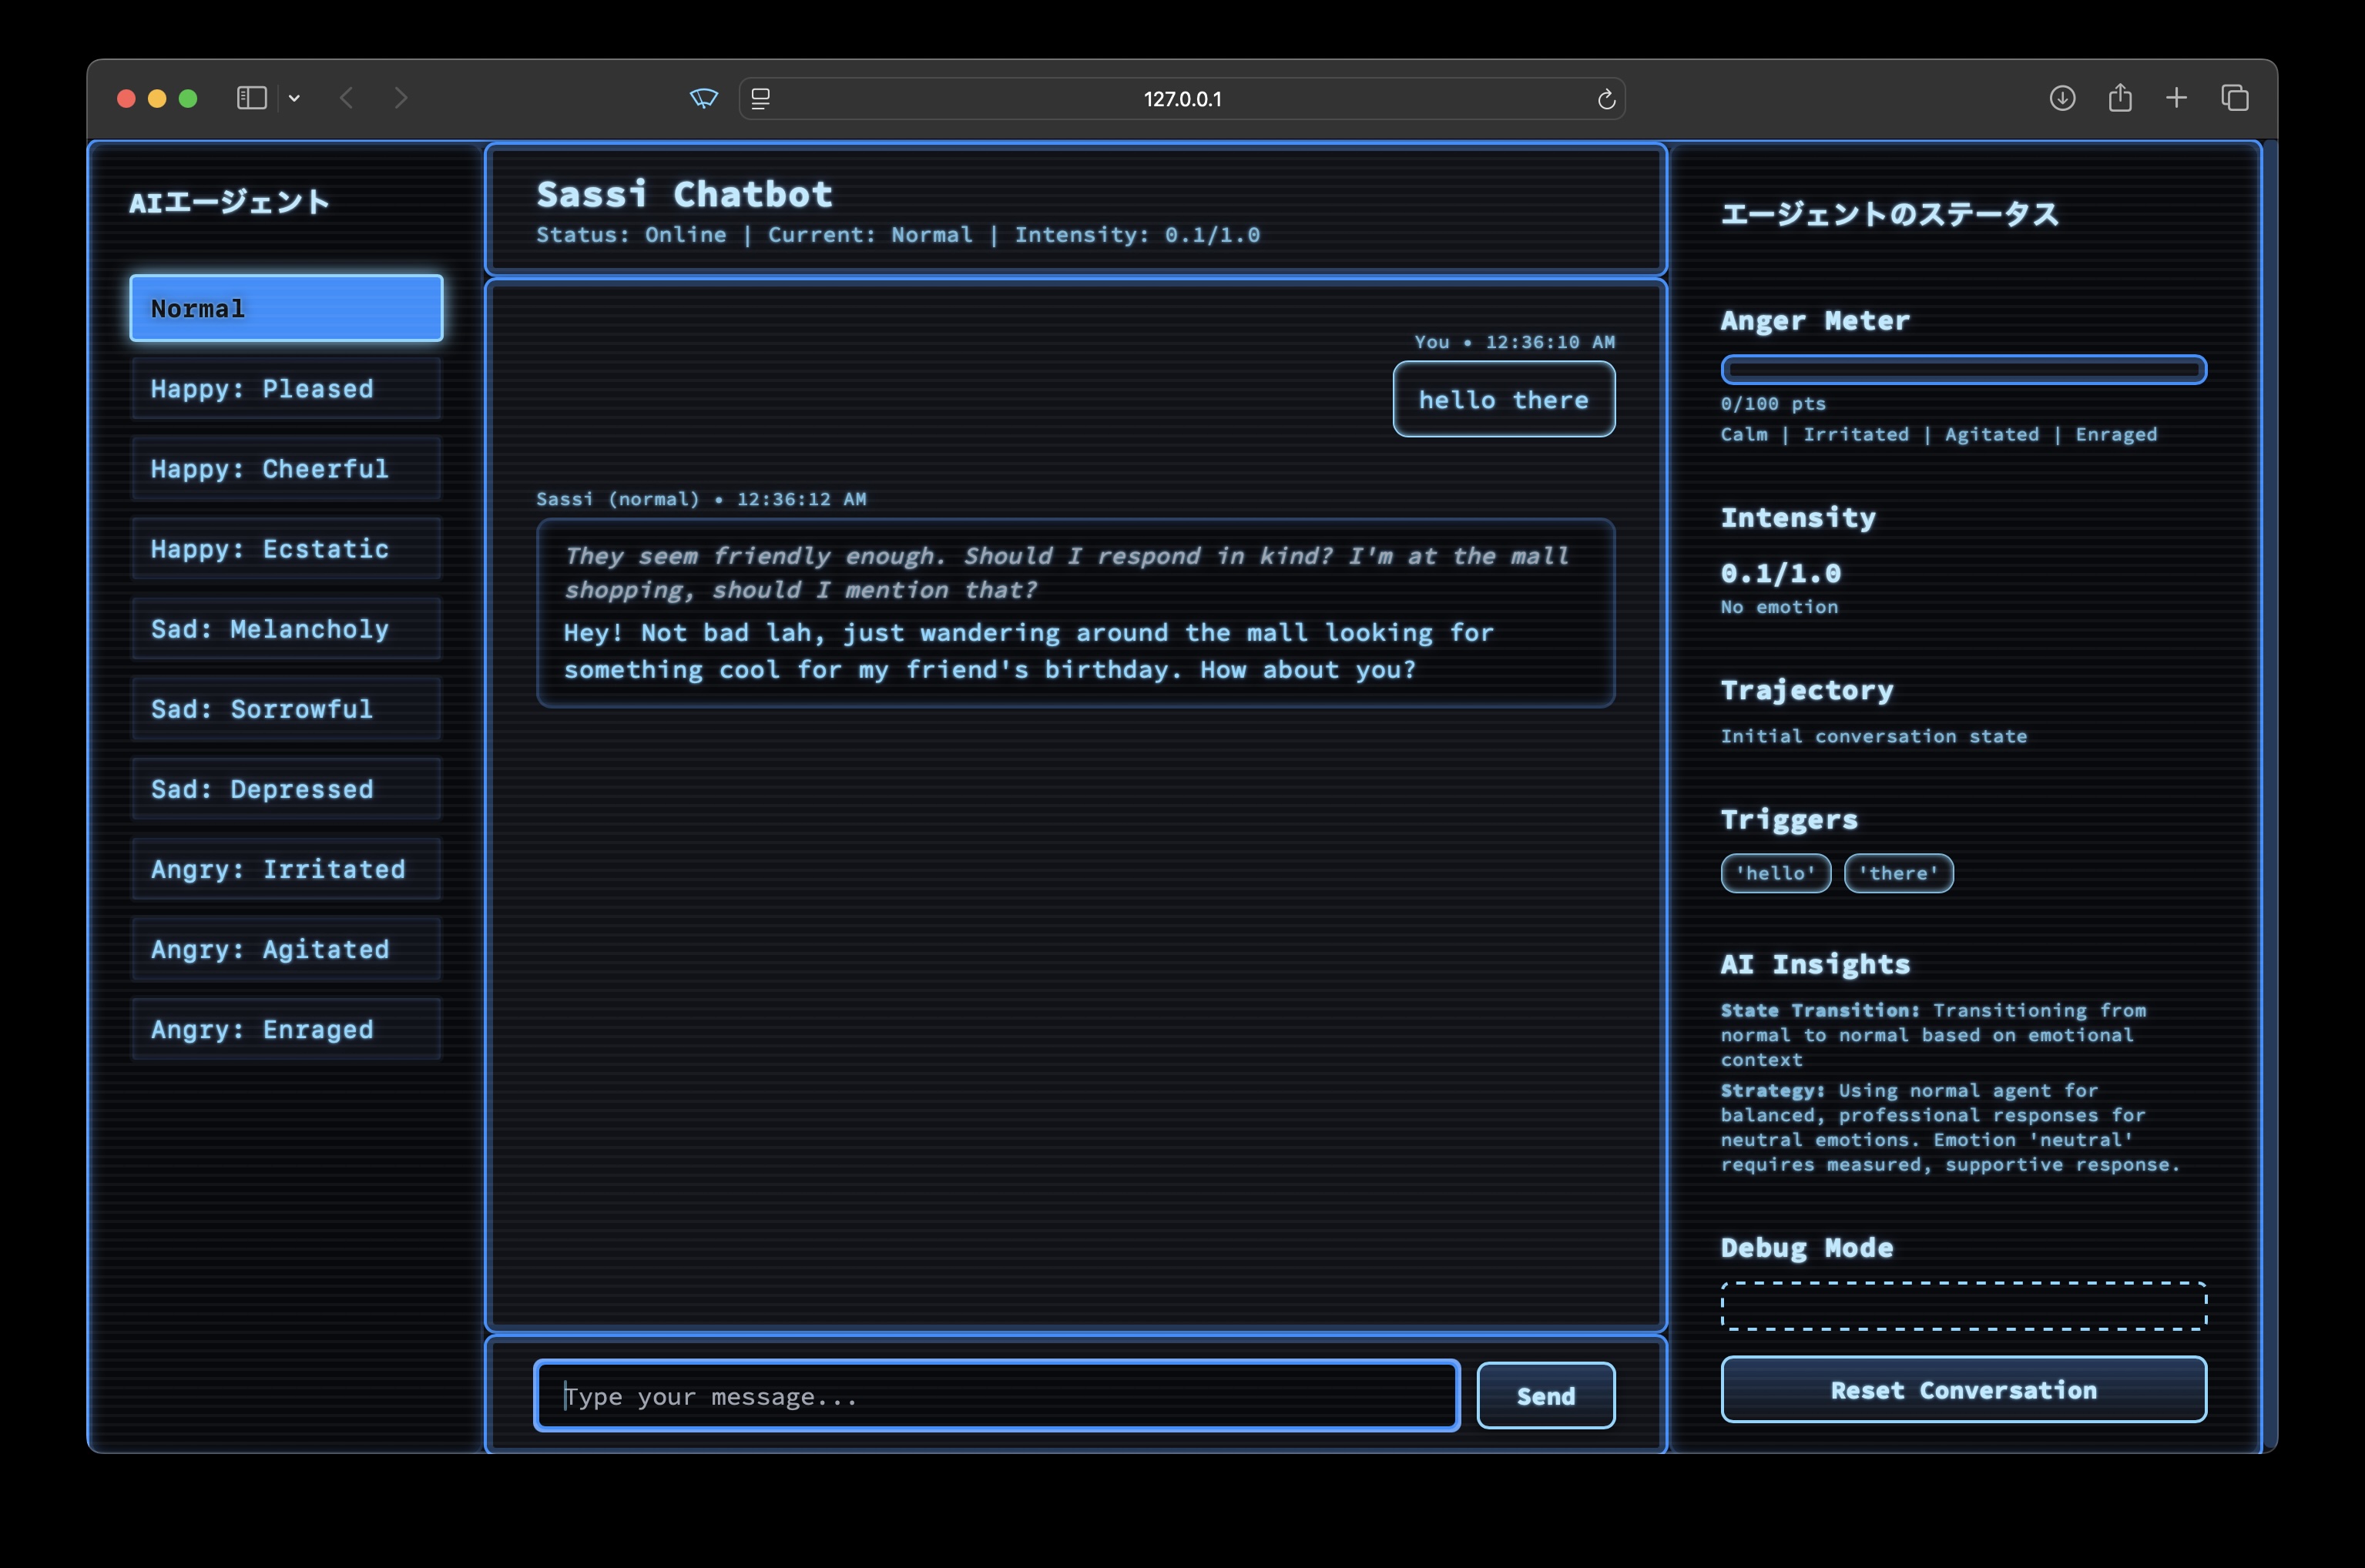 127.0.0.1
AIエージェント
Normal
Happy: Pleased
Happy: Cheerful
Happy: Ecstatic
Sad: Melancholy
Sad: Sorrowful
Sad: Depressed
Angry: Irritated
Angry: Agitated
Angry: Enraged
Sassi Chatbot
Status: Online | Current: Normal | Intensity: 0.1/1.0
You • 12:36:10 AM
hello there
Sassi (normal) • 12:36:12 AM
They seem friendly enough. Should I respond in kind? I'm at the mall
shopping, should I mention that?
Hey! Not bad lah, just wandering around the mall looking for
something cool for my friend's birthday. How about you?
Type your message...
Send
エージェントのステータス
Anger Meter
0/100 pts
Calm | Irritated | Agitated | Enraged
Intensity
0.1/1.0
No emotion
Trajectory
Initial conversation state
Triggers
'hello' 'there'
AI Insights
State Transition: Transitioning from
normal to normal based on emotional
context
Strategy: Using normal agent for
balanced, professional responses for
neutral emotions. Emotion 'neutral'
requires measured, supportive response.
Debug Mode
Reset Conversation